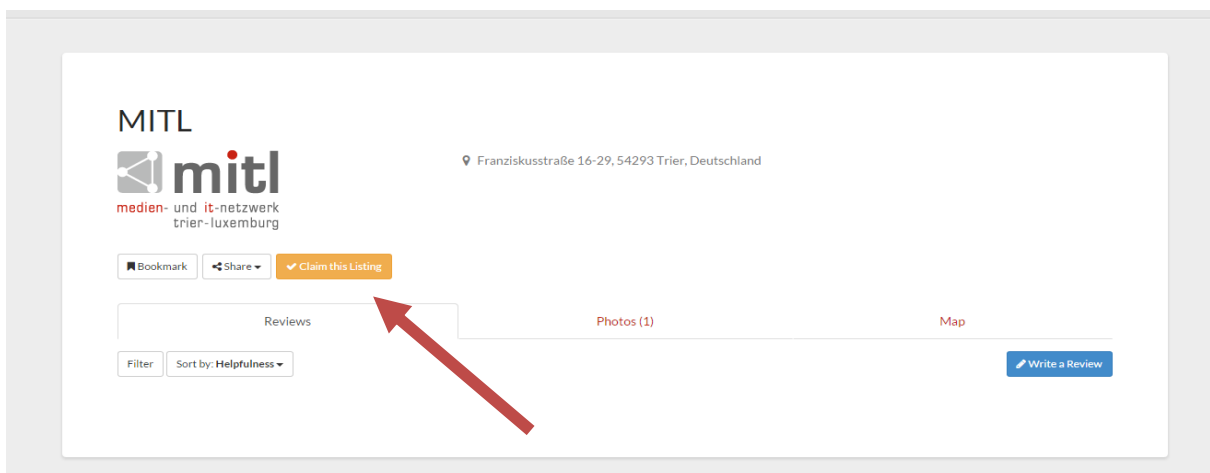 MITL
mitl
medien- und it-netzwerk
trier-luxemburg
Franziskusstraße 16-29, 54293 Trier, Deutschland
Bookmark
Share
Claim this Listing
Reviews
Photos (1)
Map
Filter
Sort by: Helpfulness
Write a Review